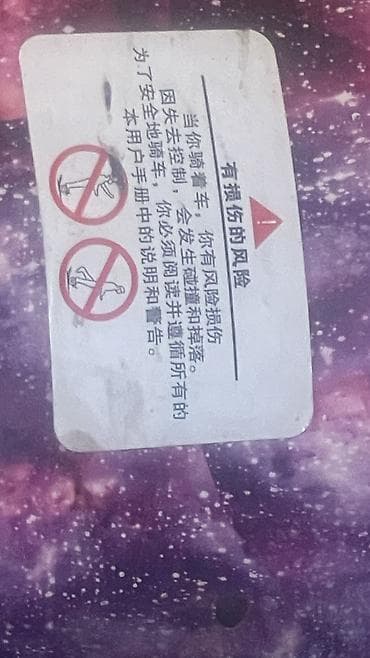 有损伤的风险
当你骑着车，你有风险损伤
因失去控制，会发生碰撞和掉落。
为了安全地骑车，你必须阅读并遵循所有的
本用户手册中的说明和警告。